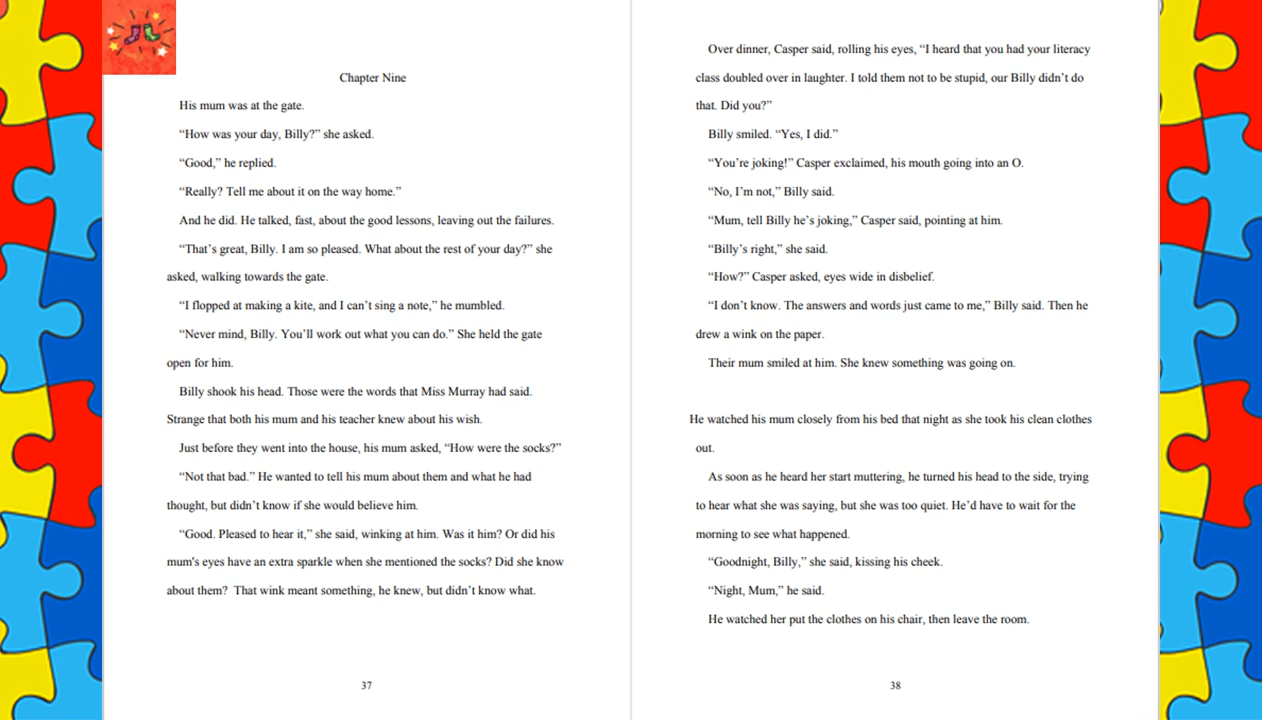 Chapter Nine
His mum was at the gate.
“How was your day, Billy?” she asked.
“Good,” he replied.
“Really? Tell me about it on the way home.”
And he did. He talked, fast, about the good lessons, leaving out the failures.
“That’s great, Billy. I am so pleased. What about the rest of your day?” she
asked, walking towards the gate.
“I flopped at making a kite, and I can’t sing a note,” he mumbled.
“Never mind, Billy. You’ll work out what you can do.” She held the gate
open for him.
Billy shook his head. Those were the words that Miss Murray had said.
Strange that both his mum and his teacher knew about his wish.
Just before they went into the house, his mum asked, “How were the socks?”
“Not that bad.” He wanted to tell his mum about them and what he had
thought, but didn’t know if she would believe him.
“Good. Pleased to hear it,” she said, winking at him. Was it him? Or did his
mum's eyes have an extra sparkle when she mentioned the socks? Did she know
about them?  That wink meant something, he knew, but didn’t know what.
37
Over dinner, Casper said, rolling his eyes, “I heard that you had your literacy
class doubled over in laughter. I told them not to be stupid, our Billy didn’t do
that. Did you?”
Billy smiled. “Yes, I did.”
“You’re joking!” Casper exclaimed, his mouth going into an O.
“No, I’m not,” Billy said.
“Mum, tell Billy he’s joking,” Casper said, pointing at him.
“Billy’s right,” she said.
“How?” Casper asked, eyes wide in disbelief.
“I don’t know. The answers and words just came to me,” Billy said. Then he
drew a wink on the paper.
Their mum smiled at him. She knew something was going on.
He watched his mum closely from his bed that night as she took his clean clothes
out.
As soon as he heard her start muttering, he turned his head to the side, trying
to hear what she was saying, but she was too quiet. He’d have to wait for the
morning to see what happened.
“Goodnight, Billy,” she said, kissing his cheek.
“Night, Mum,” he said.
He watched her put the clothes on his chair, then leave the room.
38